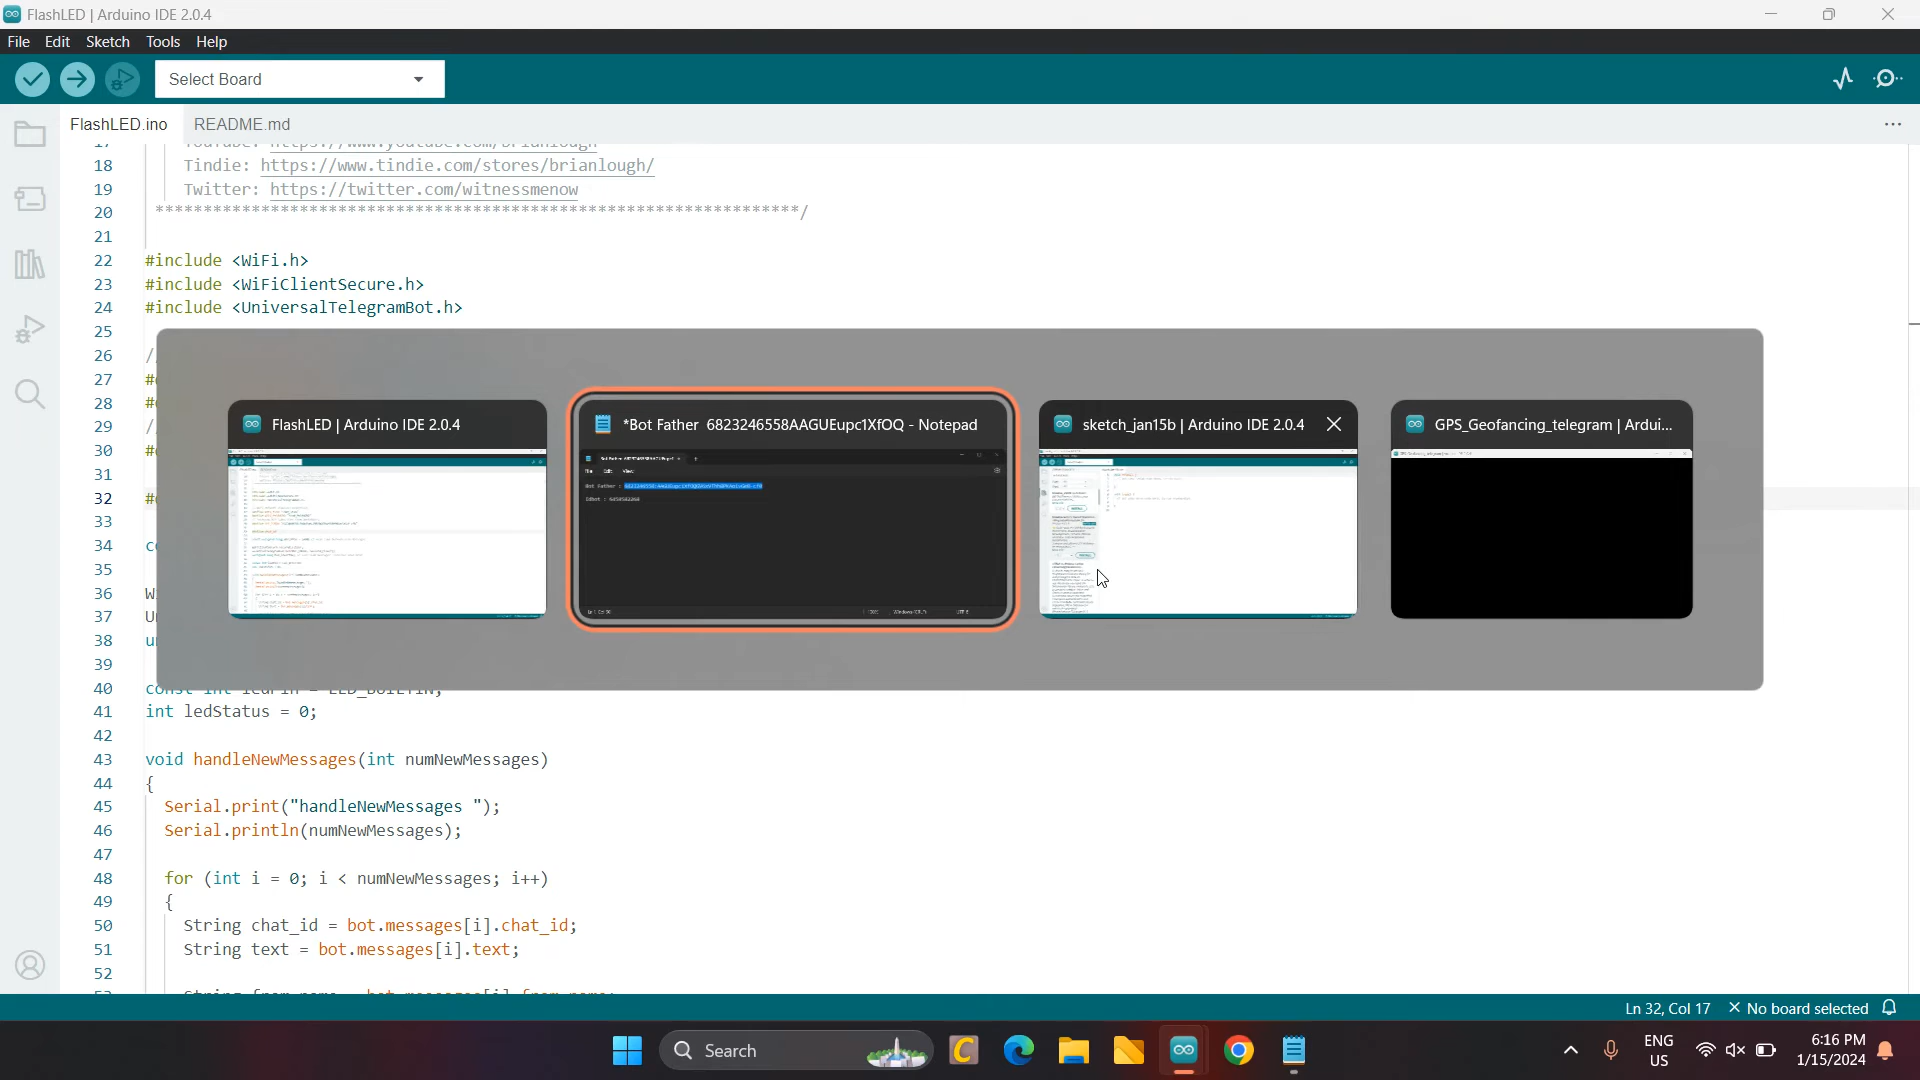 FlashLED | Arduino IDE 2.0.4
File Edit Sketch Tools Help
Select Board
FlashLED.ino README.md
18 Tindie: https://www.tindie.com/stores/brianlough/
19 Twitter: https://twitter.com/witnessmenow
20 *******************************************************************/
21
22 #include <WiFi.h>
23 #include <WiFiClientSecure.h>
24 #include <UniversalTelegramBot.h>
25
26 /
27 #
28 #
29 /
30 #
31
32 #
33
34 co
35
36 W
37 U
38 u
39
40
41 int ledStatus = 0;
42
43 void handleNewMessages(int numNewMessages)
44 {
45 Serial.print("handleNewMessages ");
46 Serial.println(numNewMessages);
47
48 for (int i = 0; i < numNewMessages; i++)
49 {
50 String chat_id = bot.messages[i].chat_id;
51 String text = bot.messages[i].text;
52
FlashLED | Arduino IDE 2.0.4
*Bot Father 6823246558AAGUEupc1XfOQ - Notepad
sketch_jan15b | Arduino IDE 2.0.4
GPS_Geofancing_telegram | Ardui...
Ln 32, Col 17 No board selected
Search
ENG
US
6:16 PM
1/15/2024